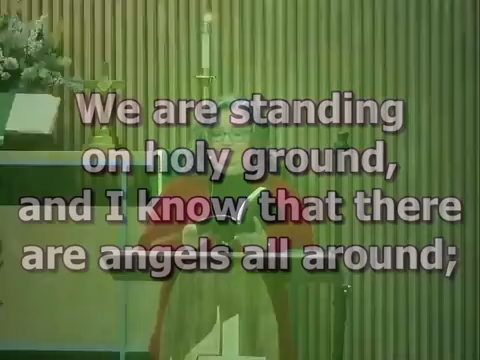 We are standing
on holy ground,
and I know that there
are angels all around;